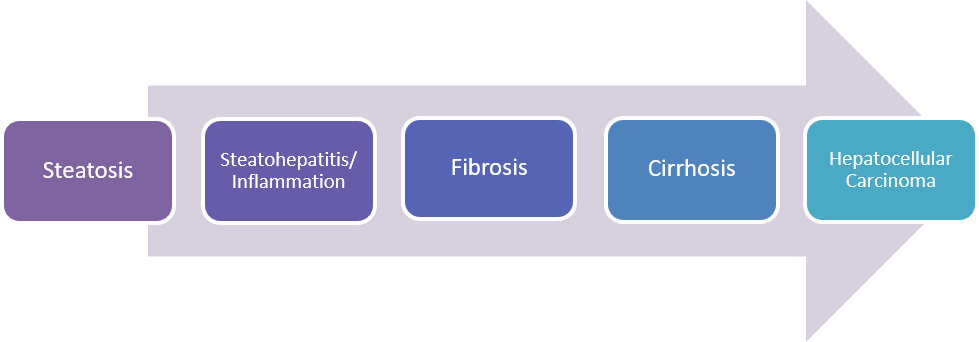 Steatosis
Steatohepatitis/
Inflammation
Fibrosis
Cirrhosis
Hepatocellular
Carcinoma